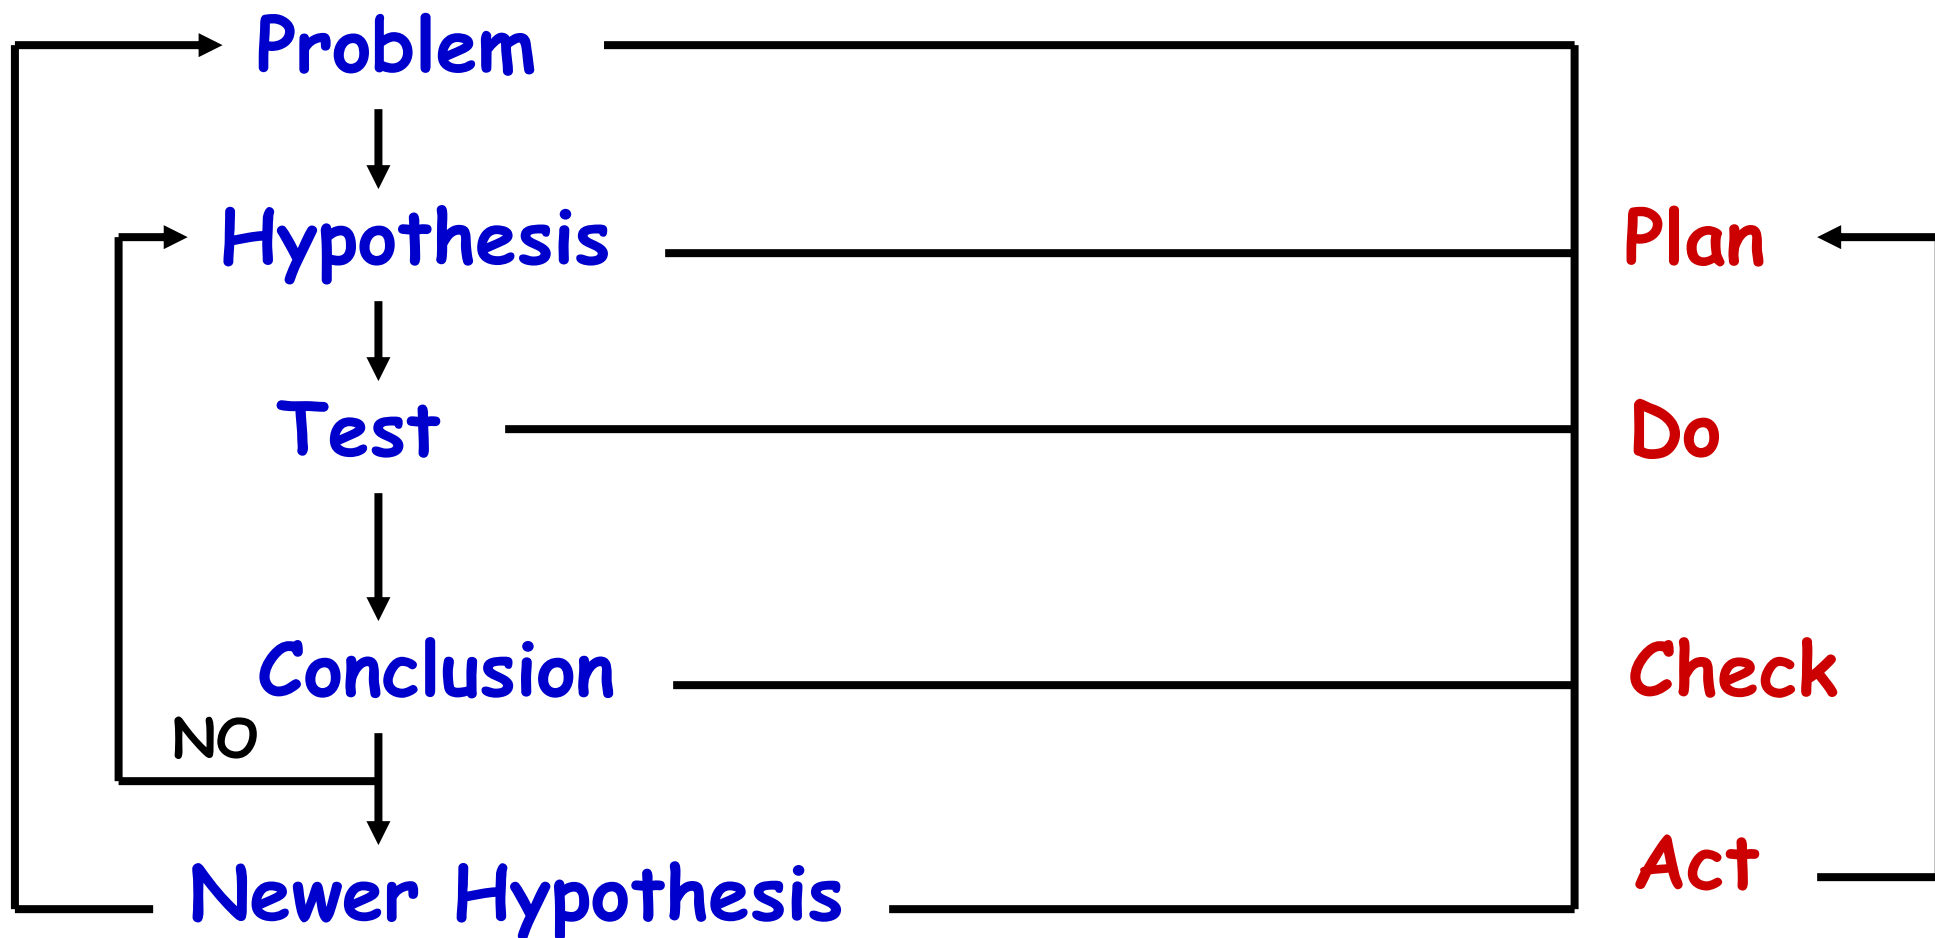 Problem
Hypothesis
Plan
Test
Do
Conclusion
Check
NO
Newer Hypothesis
Act